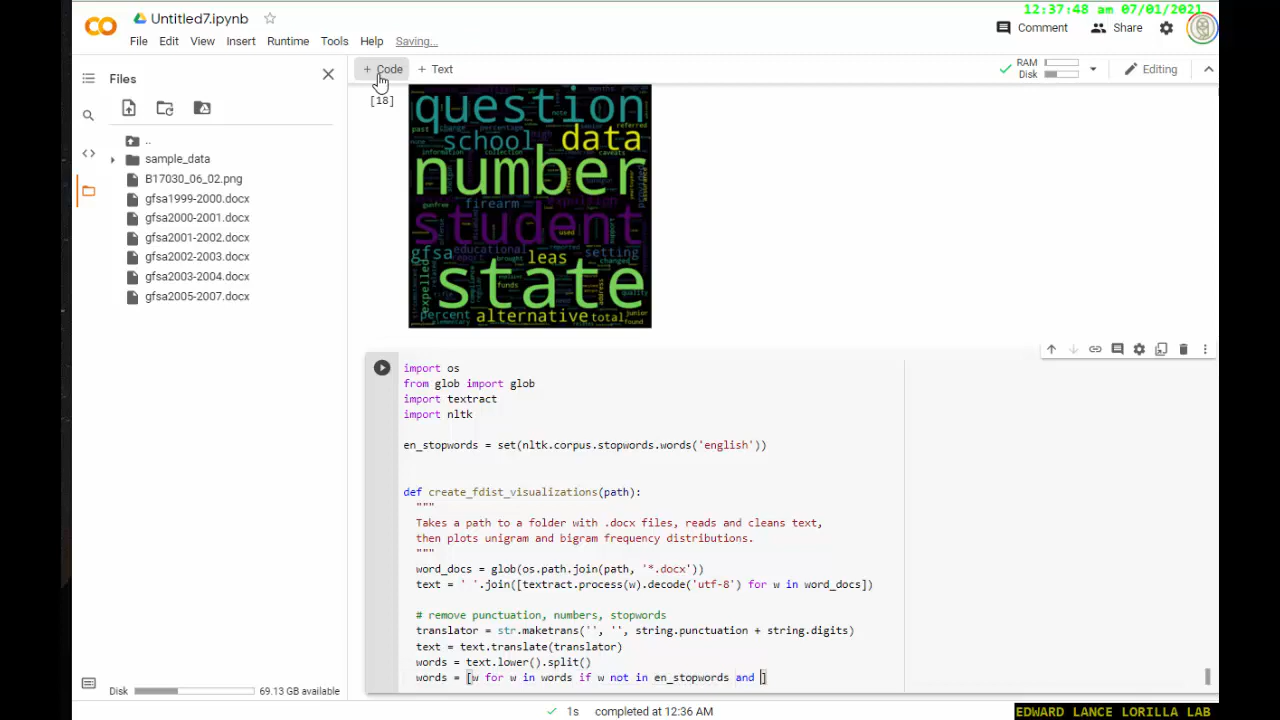 12:37:48 am 07/01/2021
Untitled7.ipynb
Comment
Share
File Edit View Insert Runtime Tools Help Saving...
Files
+ Code + Text
RAM
Disk
Editing
[18]
..
sample_data
B17030_06_02.png
gfsa1999-2000.docx
gfsa2000-2001.docx
gfsa2001-2002.docx
gfsa2002-2003.docx
gfsa2003-2004.docx
gfsa2005-2007.docx
question
school data
number
firearm
student
gfsa educational leas setting
state
expelled
funds
percent alternative total
import os
from glob import glob
import textract
import nltk
en_stopwords = set(nltk.corpus.stopwords.words('english'))
def create_fdist_visualizations(path):
"""
Takes a path to a folder with .docx files, reads and cleans text,
then plots unigram and bigram frequency distributions.
"""
word_docs = glob(os.path.join(path, '*.docx'))
text = ' '.join([textract.process(w).decode('utf-8') for w in word_docs])
# remove punctuation, numbers, stopwords
translator = str.maketrans('', '', string.punctuation + string.digits)
text = text.translate(translator)
words = text.lower().split()
words = [w for w in words if w not in en_stopwords and ]
Disk 69.13 GB available
1s completed at 12:36 AM
EDWARD LANCE LORILLA LAB